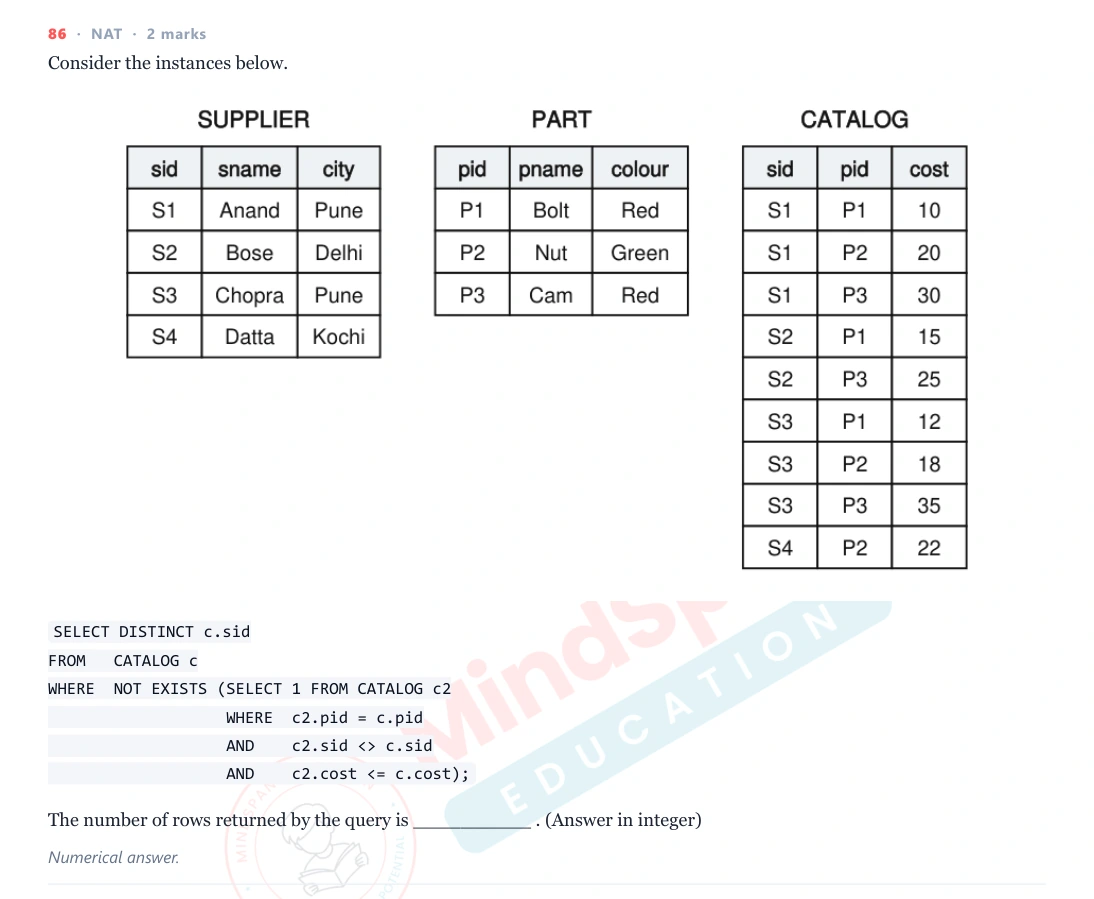 86 · NAT · 2 marks
Consider the instances below.
SUPPLIER
sid sname city
S1 Anand Pune
S2 Bose Delhi
S3 Chopra Pune
S4 Datta Kochi
PART
pid pname colour
P1 Bolt Red
P2 Nut Green
P3 Cam Red
CATALOG
sid pid cost
S1 P1 10
S1 P2 20
S1 P3 30
S2 P1 15
S2 P3 25
S3 P1 12
S3 P2 18
S3 P3 35
S4 P2 22
SELECT DISTINCT c.sid
FROM CATALOG c
WHERE NOT EXISTS (SELECT 1 FROM CATALOG c2
WHERE c2.pid = c.pid
AND c2.sid <> c.sid
AND c2.cost <= c.cost);
The number of rows returned by the query is ____________ . (Answer in integer)
Numerical answer.
EDUCATION